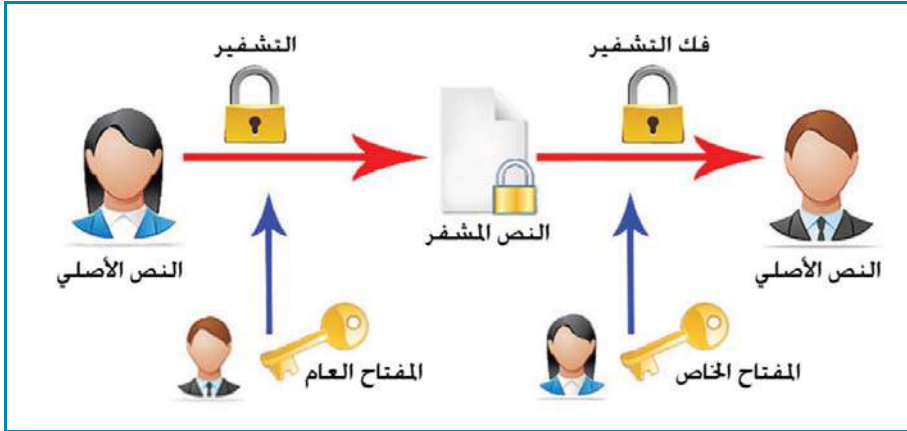 التشفير
فك التشفير
النص الأصلي
النص المشفر
النص الأصلي
المفتاح العام
المفتاح الخاص